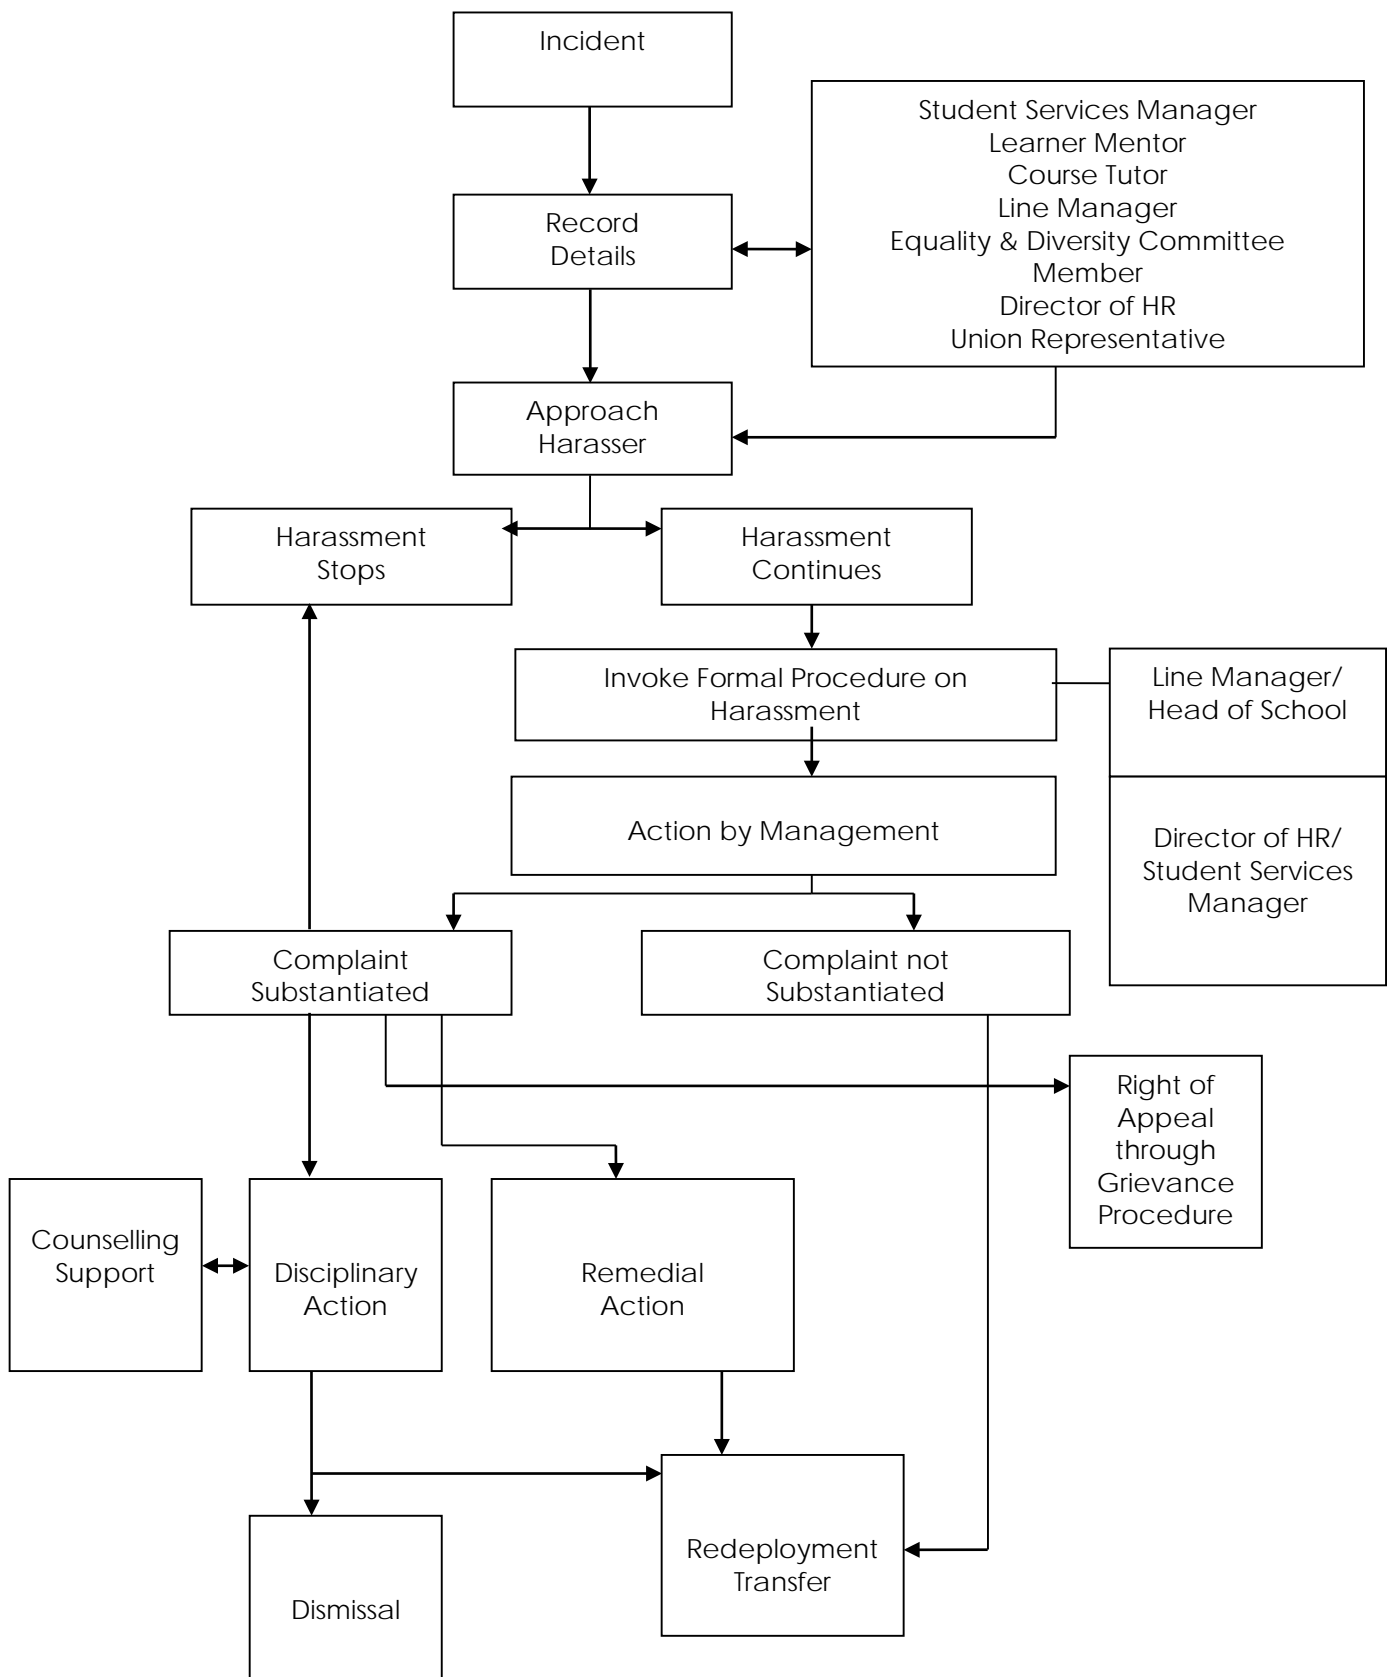 Incident
Student Services Manager
Learner Mentor
Course Tutor
Line Manager
Equality & Diversity Committee
Member
Director of HR
Union Representative
Record
Details
Approach
Harasser
Harassment
Stops
Harassment
Continues
Invoke Formal Procedure on
Harassment
Line Manager/
Head of School
Action by Management
Director of HR/
Student Services
Manager
Complaint
Substantiated
Complaint not
Substantiated
Right of
Appeal
through
Grievance
Procedure
Counselling
Support
Disciplinary
Action
Remedial
Action
Redeployment
Transfer
Dismissal